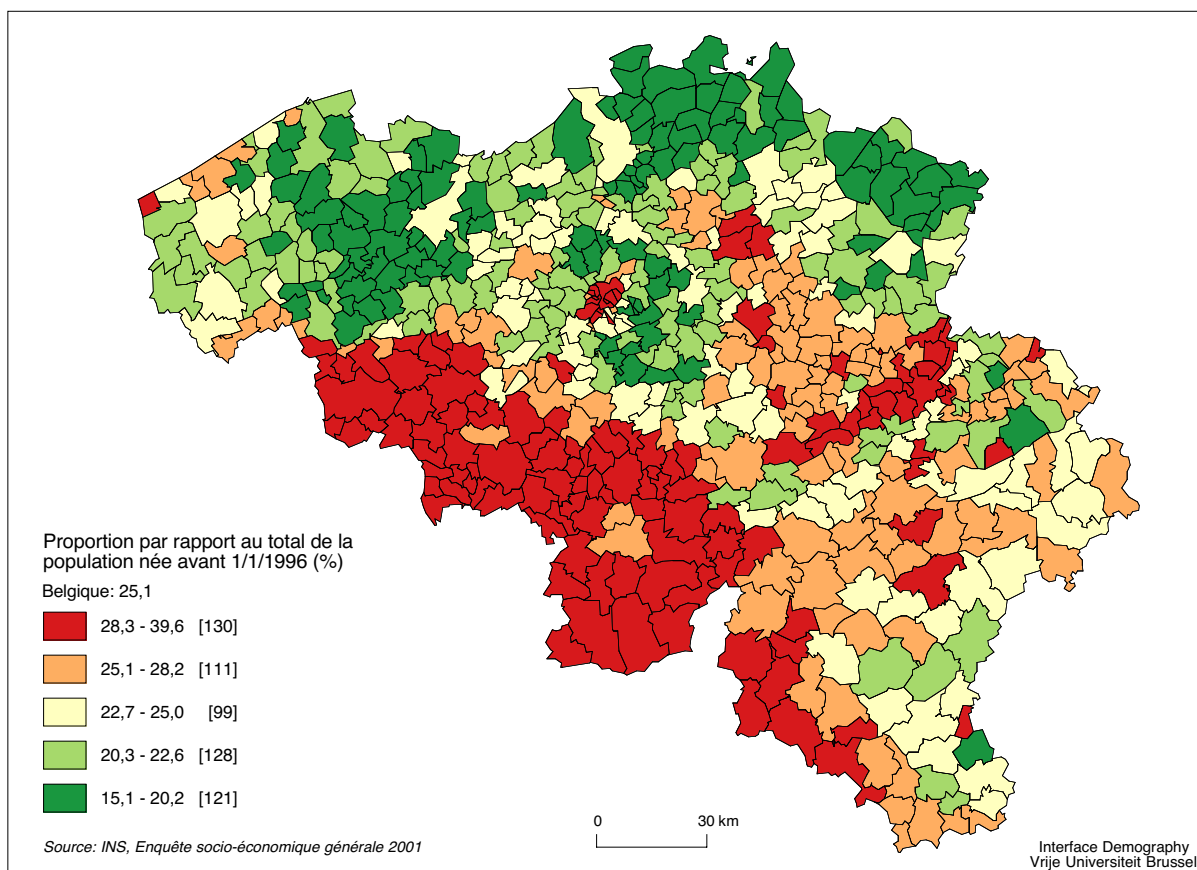 Proportion par rapport au total de la
population née avant 1/1/1996 (%)
Belgique: 25,1
28,3 - 39,6 [130]
25,1 - 28,2 [111]
22,7 - 25,0 [99]
20,3 - 22,6 [128]
15,1 - 20,2 [121]
Source: INS, Enquête socio-économique générale 2001
0 30 km
Interface Demography
Vrije Universiteit Brussel